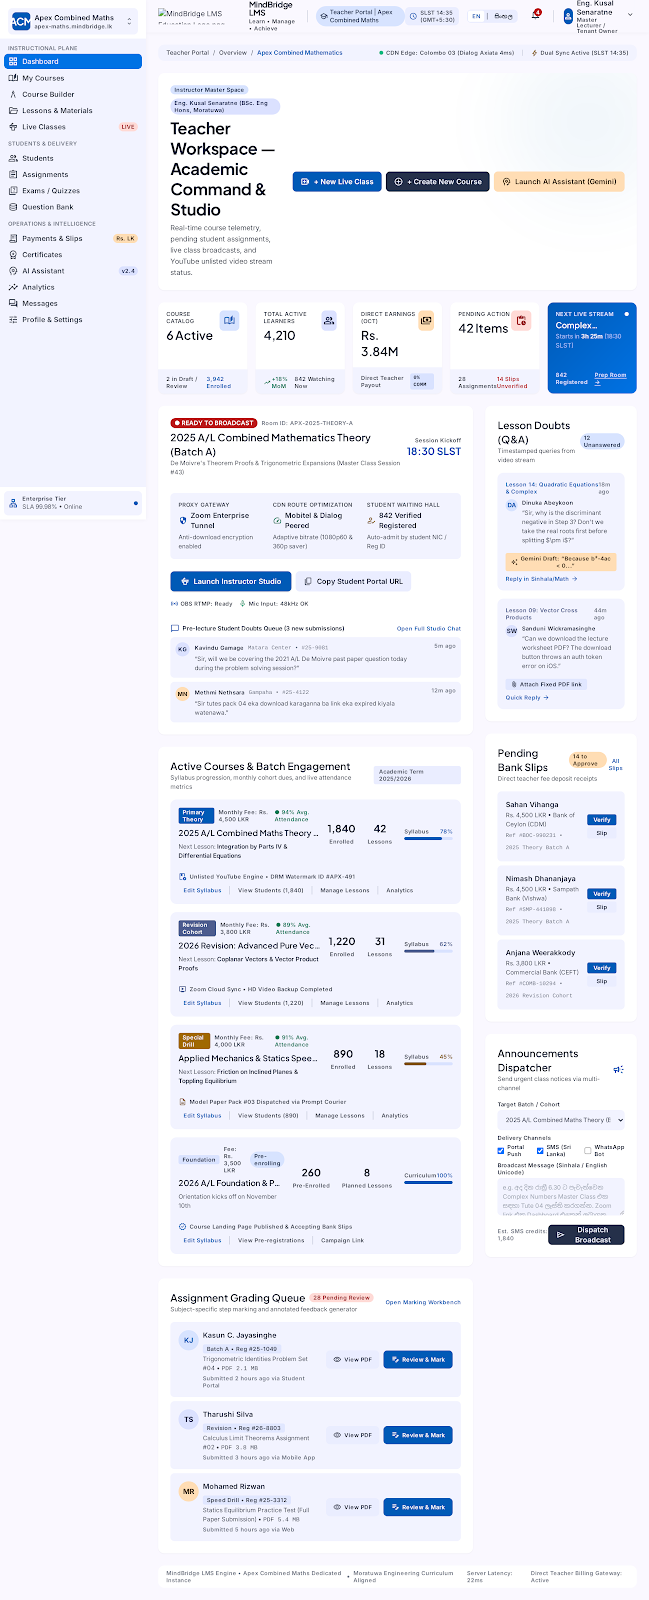 ACN
Apex Combined Maths
apex-maths.mindbridge.lk
INSTRUCTIONAL PLANE
Dashboard
My Courses
Course Builder
Lessons & Materials
Live Classes
LIVE
STUDENTS & DELIVERY
Students
Assignments
Exams / Quizzes
Question Bank
OPERATIONS & INTELLIGENCE
Payments & Slips
Rs. LK
Certificates
AI Assistant
v2.4
Analytics
Messages
Profile & Settings
Enterprise Tier
SLA 99.98% • Online
MindBridge LMS
MindBridge
LMS
Learn • Manage
• Achieve
Teacher Portal | Apex
Combined Maths
SLST 14:35
(GMT+5:30)
EN
සිංහල
4
Eng. Kusal
Senaratne
Master
Lecturer /
Tenant Owner
Teacher Portal / Overview / Apex Combined Mathematics
CDN Edge: Colombo 03 (Dialog Axiata 4ms)
Dual Sync Active (SLST 14:35)
Instructor Master Space
Eng. Kusal Senaratne (BSc. Eng
Hons, Moratuwa)
Teacher
Workspace —
Academic
Command &
Studio
Real-time course telemetry,
pending student assignments,
live class broadcasts, and
YouTube unlisted video stream
status.
+ New Live Class
+ Create New Course
Launch AI Assistant (Gemini)
COURSE
CATALOG
6 Active
2 in Draft /
Review
3,942
Enrolled
TOTAL ACTIVE
LEARNERS
4,210
+18%
MoM
842 Watching
Now
DIRECT EARNINGS
(OCT)
Rs.
3.84M
Direct Teacher
Payout
0%
COMM
PENDING ACTION
42 Items
28
Assignments
14 Slips
Unverified
NEXT LIVE STREAM
Complex...
Starts in 3h 25m (18:30
SLST)
842
Registered
Prep Room
→
READY TO BROADCAST
Room ID: APX-2025-THEORY-A
2025 A/L Combined Mathematics Theory
(Batch A)
De Moivre's Theorem Proofs & Trigonometric Expansions (Master Class Session
#43)
Session Kickoff
18:30 SLST
PROXY GATEWAY
Zoom Enterprise
Tunnel
Anti-download encryption
enabled
CDN ROUTE OPTIMIZATION
Mobitel & Dialog
Peered
Adaptive bitrate (1080p60 &
360p saver)
STUDENT WAITING HALL
842 Verified
Registered
Auto-admit by student NIC /
Reg ID
Launch Instructor Studio
Copy Student Portal URL
OBS RTMP: Ready
Mic Input: 48kHz OK
Pre-lecture Student Doubts Queue (3 new submissions)
Open Full Studio Chat
KG
Kavindu Gamage Matara Center • #25-9081
5m ago
"Sir, will we be covering the 2021 A/L De Moivre past paper question today
during the problem solving session?"
MN
Methmi Nethsara Gampaha • #25-4122
12m ago
"Sir tutes pack 04 eka download karaganna ba link eka expired kiyala
watenawa."
Active Courses & Batch Engagement
Syllabus progression, monthly cohort dues, and live attendance
metrics
Academic Term
2025/2026
Primary
Theory
Monthly Fee: Rs.
4,500 LKR
94% Avg.
Attendance
2025 A/L Combined Maths Theory ...
Next Lesson: Integration by Parts IV &
Differential Equations
1,840
Enrolled
42
Lessons
Syllabus 78%
Unlisted YouTube Engine • DRM Watermark ID #APX-491
Edit Syllabus
View Students (1,840)
Manage Lessons
Analytics
Revision
Cohort
Monthly Fee: Rs.
3,800 LKR
89% Avg.
Attendance
2026 Revision: Advanced Pure Vec...
Next Lesson: Coplanar Vectors & Vector Product
Proofs
1,220
Enrolled
31
Lessons
Syllabus 62%
Zoom Cloud Sync • HD Video Backup Completed
Edit Syllabus
View Students (1,220)
Manage Lessons
Analytics
Special
Drill
Monthly Fee: Rs.
4,000 LKR
91% Avg.
Attendance
Applied Mechanics & Statics Spee...
Next Lesson: Friction on Inclined Planes &
Toppling Equilibrium
890
Enrolled
18
Lessons
Syllabus 45%
Model Paper Pack #03 Dispatched via Prompt Courier
Edit Syllabus
View Students (890)
Manage Lessons
Analytics
Foundation
Fee:
Rs.
3,500
LKR
Pre-
enrolling
2026 A/L Foundation & P...
Orientation kicks off on November
10th
260
Pre-Enrolled
8
Planned Lessons
Curriculum 100%
Course Landing Page Published & Accepting Bank Slips
Edit Syllabus
View Pre-registrations
Campaign Link
Assignment Grading Queue
28 Pending Review
Subject-specific step marking and annotated feedback generator
Open Marking Workbench
KJ
Kasun C. Jayasinghe
Batch A • Reg #25-1049
Trigonometric Identities Problem Set
#04 • PDF 2.1 MB
Submitted 2 hours ago via Student
Portal
View PDF
Review & Mark
TS
Tharushi Silva
Revision • Reg #26-8803
Calculus Limit Theorems Assignment
#02 • PDF 3.8 MB
Submitted 3 hours ago via Mobile App
View PDF
Review & Mark
MR
Mohamed Rizwan
Speed Drill • Reg #25-3312
Statics Equilibrium Practice Test (Full
Paper Submission) • PDF 5.4 MB
Submitted 5 hours ago via Web
View PDF
Review & Mark
Lesson Doubts
(Q&A)
Timestamped queries from
video stream
12
Unanswered
Lesson 14: Quadratic Equations
& Complex
18m
ago
DA
Dinuka Abeykoon
"Sir, why is the discriminant
negative in Step 3? Don't we
take the real roots first before
splitting $\pm i$?"
Gemini Draft: "Because b²-4ac
< 0..."
Reply in Sinhala/Math →
Lesson 09: Vector Cross
Products
44m
ago
SW
Sanduni Wickramasinghe
"Can we download the lecture
worksheet PDF? The download
button throws an auth token
error on iOS."
Attach Fixed PDF link
Quick Reply →
Pending
Bank Slips
14 to
Approve
All
Slips
Direct teacher fee deposit receipts
Sahan Vihanga
Rs. 4,500 LKR • Bank of
Ceylon (CDM)
Ref #BOC-990231 •
2025 Theory Batch A
Verify
Slip
Nimash Dhananjaya
Rs. 4,500 LKR • Sampath
Bank (Vishwa)
Ref #SMP-441098 •
2025 Theory Batch A
Verify
Slip
Anjana Weerakkody
Rs. 3,800 LKR •
Commercial Bank (CEFT)
Ref #COMB-10294 •
2026 Revision Cohort
Verify
Slip
Announcements
Dispatcher
Send urgent class notices via multi-
channel
Target Batch / Cohort
2025 A/L Combined Maths Theory (E
Delivery Channels
Portal
Push
SMS (Sri
Lanka)
WhatsApp
Bot
Broadcast Message (Sinhala / English
Unicode)
e.g. අද දින රාත්‍රී 6.30 ට පැවැත්වෙන
Complex Numbers Master Class එක
සඳහා Tute 04 ළඟින් තබාගන්න. Zoom
Est. SMS credits:
1,840
Dispatch
Broadcast
MindBridge LMS Engine • Apex Combined Maths Dedicated
Instance
•
Moratuwa Engineering Curriculum
Aligned
Server Latency:
22ms
Direct Teacher Billing Gateway:
Active